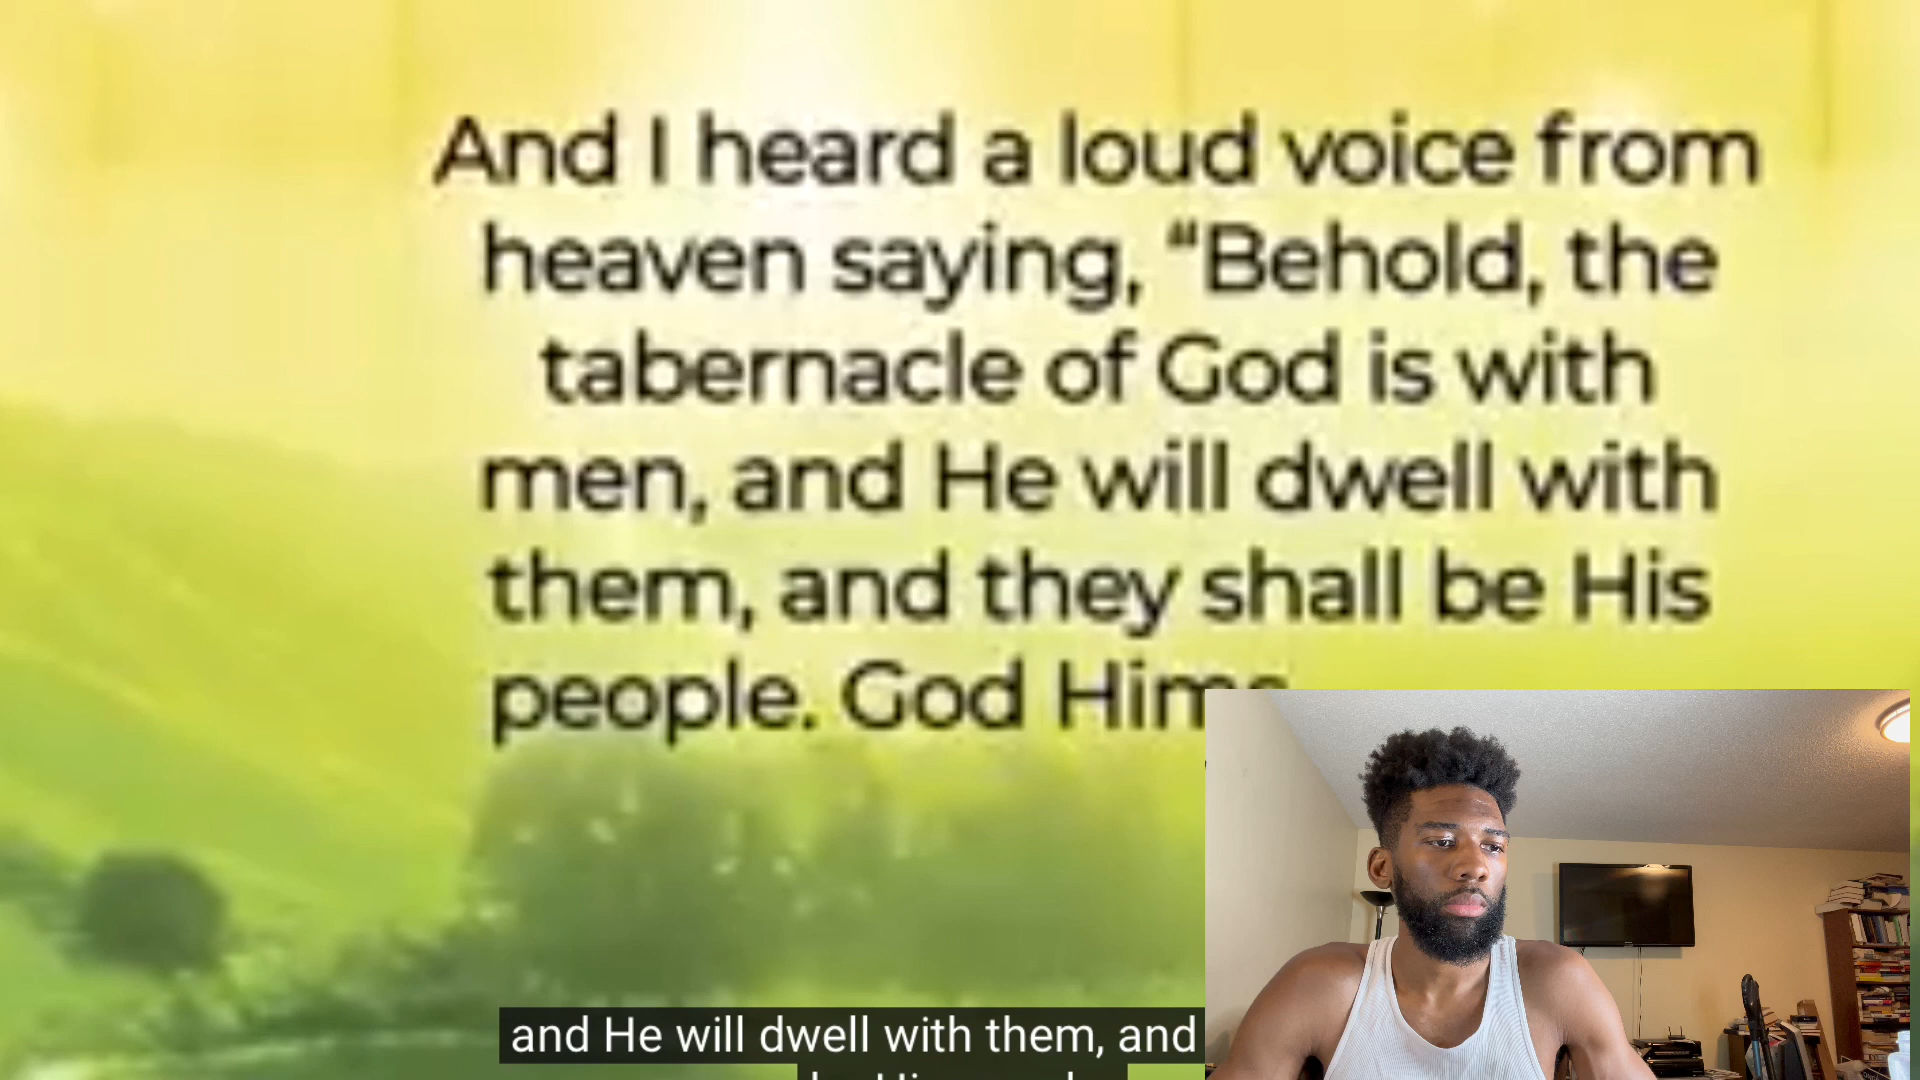 And I heard a loud voice from
heaven saying, “Behold, the
tabernacle of God is with
men, and He will dwell with
them, and they shall be His
people. God
and He will dwell with them, and